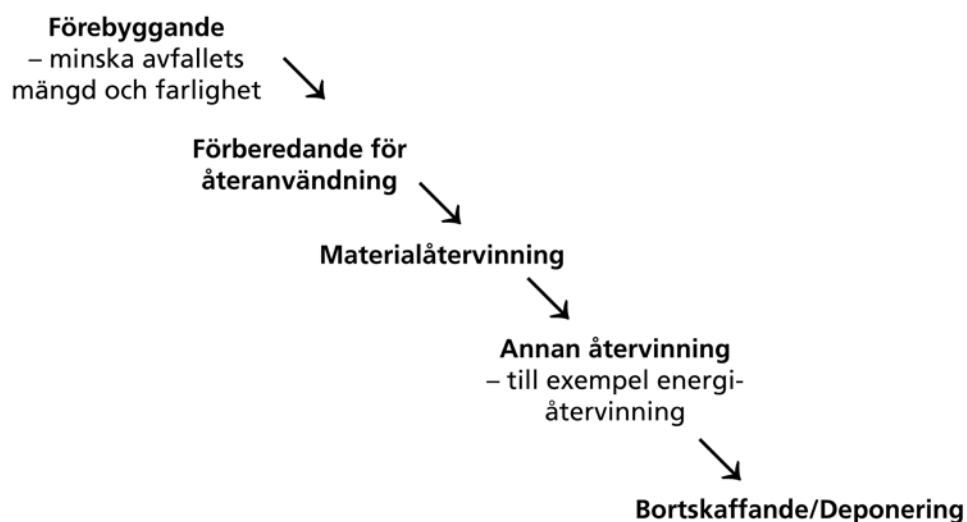 Förebyggande
– minska avfallets
mängd och farlighet
Förberedande för
återanvändning
Materialåtervinning
Annan återvinning
– till exempel energi-
återvinning
Bortskaffande/Deponering